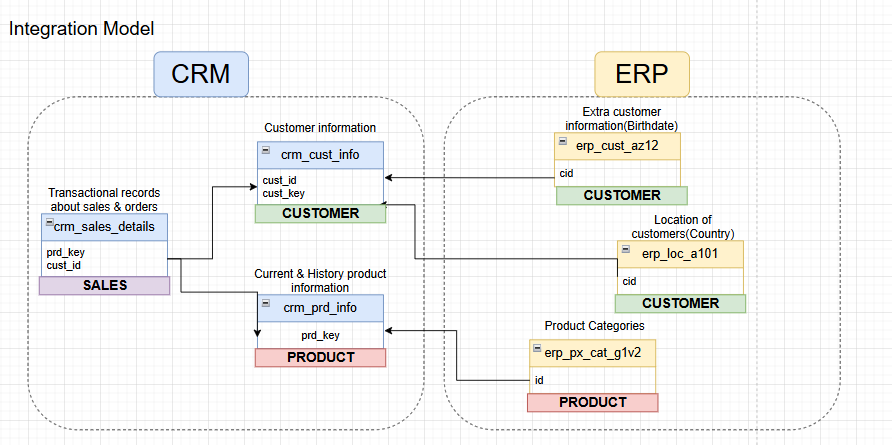 Integration Model
CRM
ERP
Customer information
crm_cust_info
cust_id
cust_key
CUSTOMER
Transactional records
about sales & orders
crm_sales_details
prd_key
cust_id
SALES
Current & History product
information
crm_prd_info
prd_key
PRODUCT
Extra customer
information(Birthdate)
erp_cust_az12
cid
CUSTOMER
Location of
customers(Country)
erp_loc_a101
cid
CUSTOMER
Product Categories
erp_px_cat_g1v2
id
PRODUCT